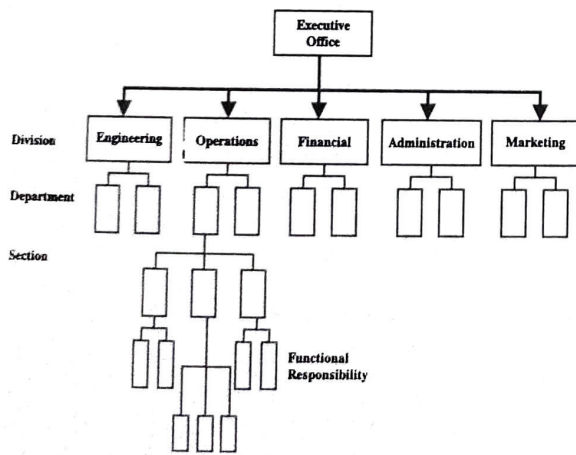 Executive
Office
Division
Engineering
Operations
Financial
Administration
Marketing
Department
Section
Functional
Responsibility